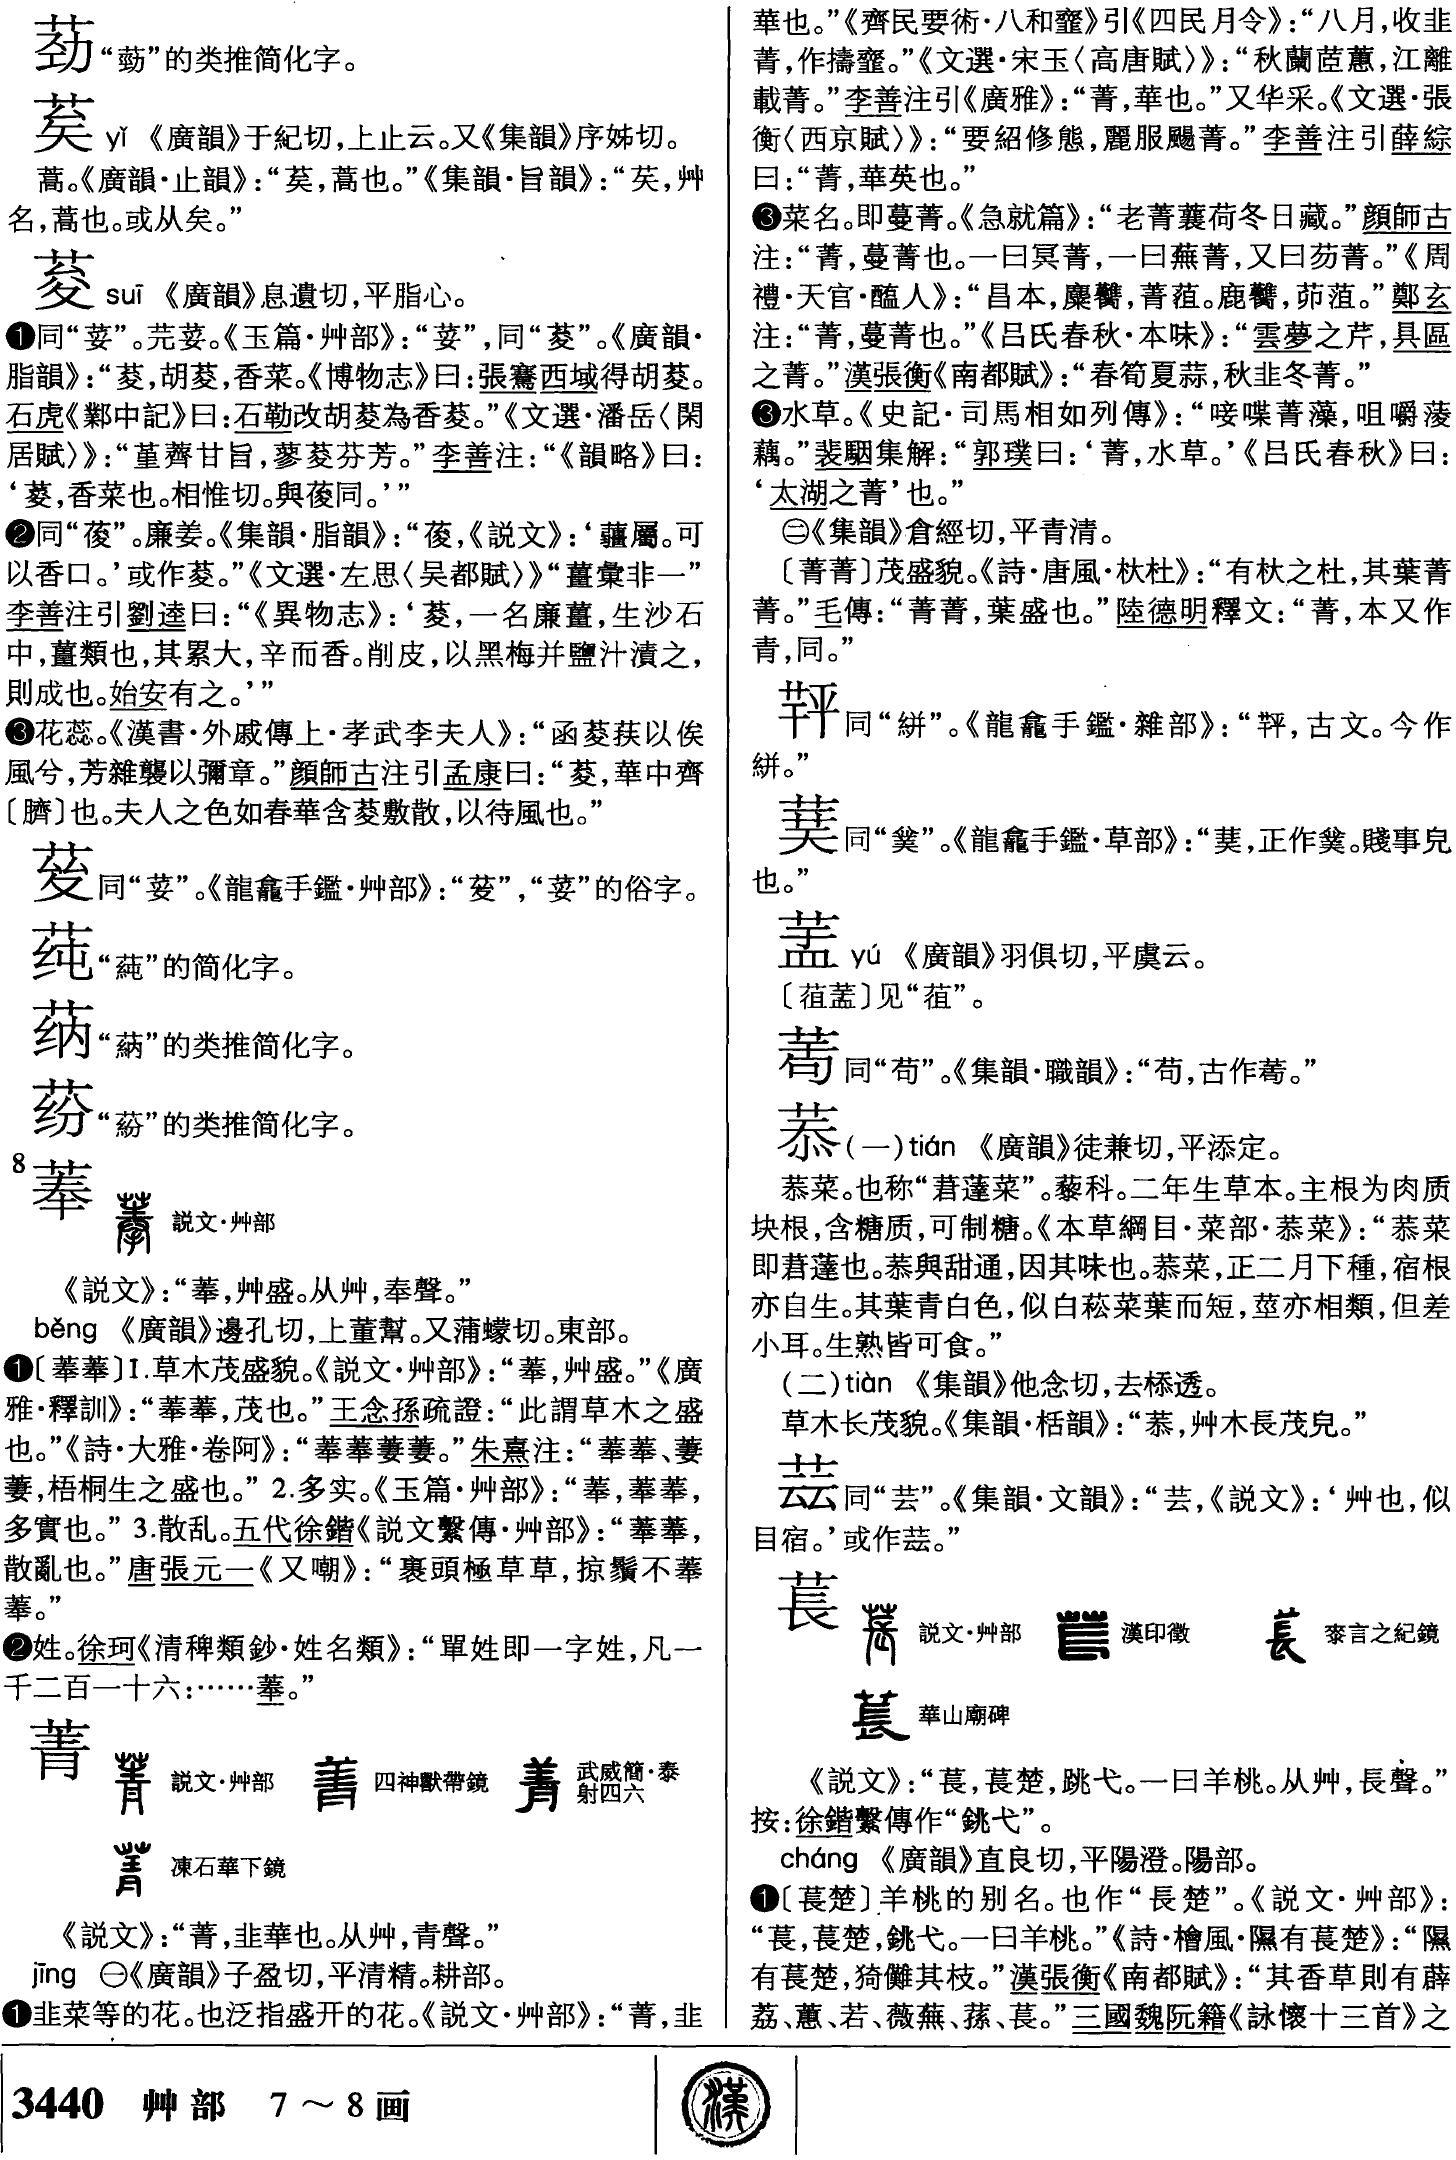 “薂”的类推简化字。
yǐ 《廣韻》于紀切，上止云。又《集韻》序姊切。
蒿。《廣韻·止韻》：“䒾，蒿也。”《集韻·旨韻》：“苵，艸
名，蒿也。或从矣。”
荽 suī 《廣韻》息遺切，平脂心。
❶同“荽”。芫荽。《玉篇·艸部》：“荽”，同“葰”。《廣韻·
脂韻》：“荾，胡荾，香菜。《博物志》曰：張騫西域得胡荾。
石虎《鄴中記》曰：石勒改胡荾為香荾。”《文選·潘岳〈閑
居賦〉》：“堇薺甘旨，蓼荾芬芳。”李善注：“《韻略》曰：
‘荾，香菜也。相惟切。與葰同。’”
❷同“葰”。廉姜。《集韻·脂韻》：“葰，《説文》：‘薑屬。可
以香口。’或作荾。”《文選·左思〈吴都賦〉》“薑彙非一”
李善注引劉逵曰：“《異物志》：‘荾，一名廉薑，生沙石
中，薑類也，其累大，辛而香。削皮，以黑梅并鹽汁漬之，
則成也。始安有之。’”
❸花蕊。《漢書·外戚傳上·孝武李夫人》：“函荾荴以俟
風兮，芳雜襲以彌章。”顔師古注引孟康曰：“荾，華中齊
〔臍〕也。夫人之色如春華含荾敷散，以待風也。”
同“荽”。《龍龕手鑑·艸部》：“”，“荽”的俗字。
莼 “蒓”的简化字。
“蒳”的类推简化字。
“蒶”的类推简化字。
8
菶 説文·艸部
《説文》：“菶，艸盛。从艸，奉聲。”
běng 《廣韻》邊孔切，上董幫。又蒲蠓切。東部。
❶〔菶菶〕1.草木茂盛貌。《説文·艸部》：“菶，艸盛。”《廣
雅·釋訓》：“菶菶，茂也。”王念孫疏證：“此謂草木之盛
也。”《詩·大雅·卷阿》：“菶菶萋萋。”朱熹注：“菶菶、萋
萋，梧桐生之盛也。” 2.多实。《玉篇·艸部》：“菶，菶菶，
多實也。” 3.散乱。五代徐鍇《説文繫傳·艸部》：“菶菶，
散亂也。”唐張元一《又嘲》：“裹頭極草草，掠鬢不菶
菶。”
❷姓。徐珂《清稗類鈔·姓名類》：“單姓即一字姓，凡一
千二百一十六：……菶。”
菁 説文·艸部 四神獸帶鏡 武威簡·泰
射四六
凍石華下鏡
《説文》：“菁，韭華也。从艸，青聲。”
jīng ㊀《廣韻》子盈切，平清精。耕部。
❶韭菜等的花。也泛指盛开的花。《説文·艸部》：“菁，韭
華也。”《齊民要術·八和齏》引《四民月令》：“八月，收韭
菁，作擣齏。”《文選·宋玉〈高唐賦〉》：“秋蘭茝蕙，江離
載菁。”李善注引《廣雅》：“菁，華也。”又华采。《文選·張
衡〈西京賦〉》：“要紹修態，麗服颺菁。”李善注引薛綜
曰：“菁，華英也。”
❸菜名。即蔓菁。《急就篇》：“老菁蘘荷冬日藏。”顔師古
注：“菁，蔓菁也。一曰冥菁，一曰蕪菁，又曰芴菁。”《周
禮·天官·醢人》：“昌本，麋臡，菁菹。鹿臡，茆菹。”鄭玄
注：“菁，蔓菁也。”《吕氏春秋·本味》：“雲夢之芹，具區
之菁。”漢張衡《南都賦》：“春筍夏蒜，秋韭冬菁。”
❸水草。《史記·司馬相如列傳》：“唼喋菁藻，咀嚼蔆
藕。”裴駰集解：“郭璞曰：‘菁，水草。’《吕氏春秋》曰：
‘太湖之菁’也。”
㊁《集韻》倉經切，平青清。
〔菁菁〕茂盛貌。《詩·唐風·杕杜》：“有杕之杜，其葉菁
菁。”毛傳：“菁菁，葉盛也。”陸德明釋文：“菁，本又作
青，同。”
同“絣”。《龍龕手鑑·雜部》：“，古文。今作
絣。”
同“菐”。《龍龕手鑑·草部》：“，正作菐。賤事皃
也。”
yú 《廣韻》羽俱切，平虞云。
〔䓳〕见“”。
同“苟”。《集韻·職韻》：“苟，古作。”
菾 （一）tián 《廣韻》徒兼切，平添定。
菾菜。也称“莙薘菜”。藜科。二年生草本。主根为肉质
块根，含糖质，可制糖。《本草綱目·菜部·菾菜》：“菾菜
即莙薘也。菾與甜通，因其味也。菾菜，正二月下種，宿根
亦自生。其葉青白色，似白菘菜葉而短，莖亦相類，但差
小耳。生熟皆可食。”
（二）tiàn 《集韻》他念切，去㮇透。
草木长茂貌。《集韻·栝韻》：“菾，艸木長茂皃。”
同“芸”。《集韻·文韻》：“芸，《説文》：‘艸也，似
目宿。’或作。”
萇 説文·艸部 漢印徵 桼言之紀鏡
華山廟碑
《説文》：“萇，萇楚，跳弋。一曰羊桃。从艸，長聲。”
按：徐鍇繫傳作“銚弋”。
cháng 《廣韻》直良切，平陽澄。陽部。
❶〔萇楚〕羊桃的别名。也作“長楚”。《説文·艸部》：
“萇，萇楚，銚弋。一曰羊桃。”《詩·檜風·隰有萇楚》：“隰
有萇楚，猗儺其枝。”漢張衡《南都賦》：“其香草則有薜
荔、蕙、若、薇蕪、蓀、萇。”三國魏阮籍《詠懷十三首》之
3440 艸部 7～8画
漢